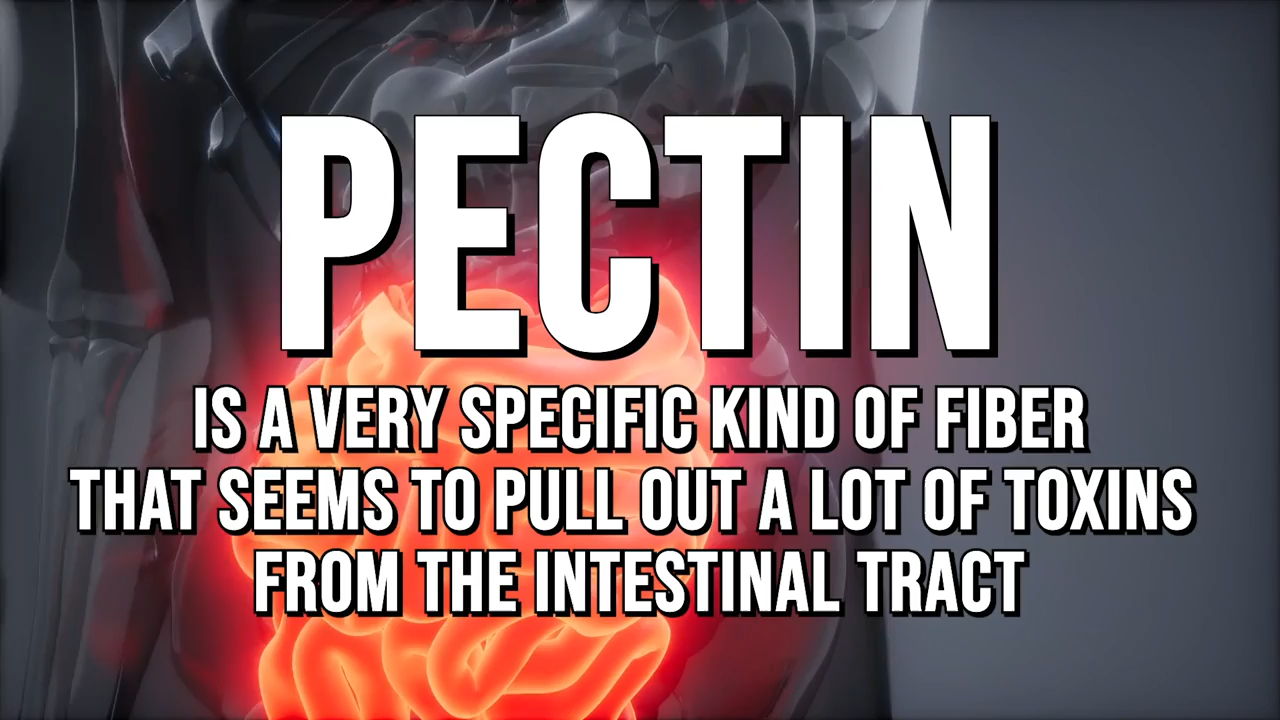 PECTIN
IS A VERY SPECIFIC KIND OF FIBER
THAT SEEMS TO PULL OUT A LOT OF TOXINS
FROM THE INTESTINAL TRACT